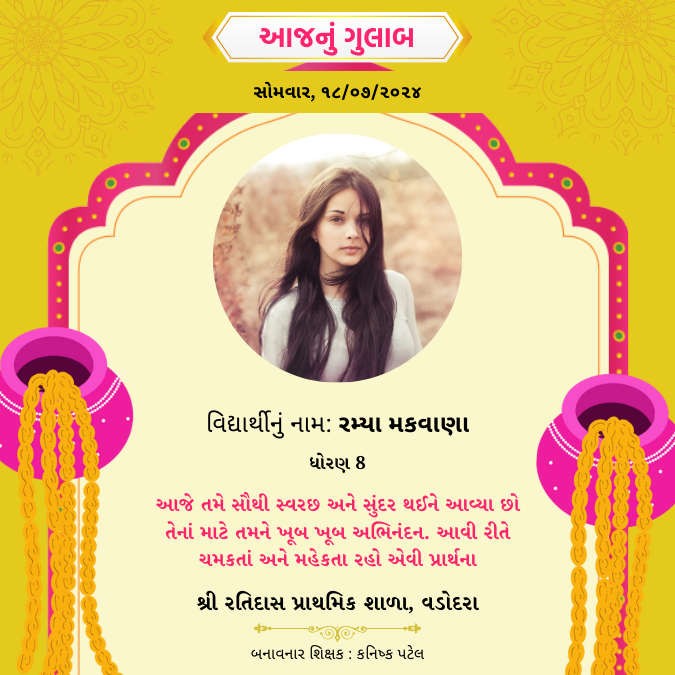 આજનું ગુલાબ
સોમવાર, ૧૮/૦૭/૨૦૨૪
વિદ્યાર્થીનું નામ: રમ્યા મકવાણા
ધોરણ 8
આજે તમે સૌથી સ્વરછ અને સુંદર થઈને આવ્યા છો
તેનાં માટે તમને ખૂબ ખૂબ અભિનંદન. આવી રીતે
ચમકતાં અને મહેકતા રહો એવી પ્રાર્થના
શ્રી રતિદાસ પ્રાથમિક શાળા, વડોદરા
બનાવનાર શિક્ષક : કનિષ્ક પટેલ